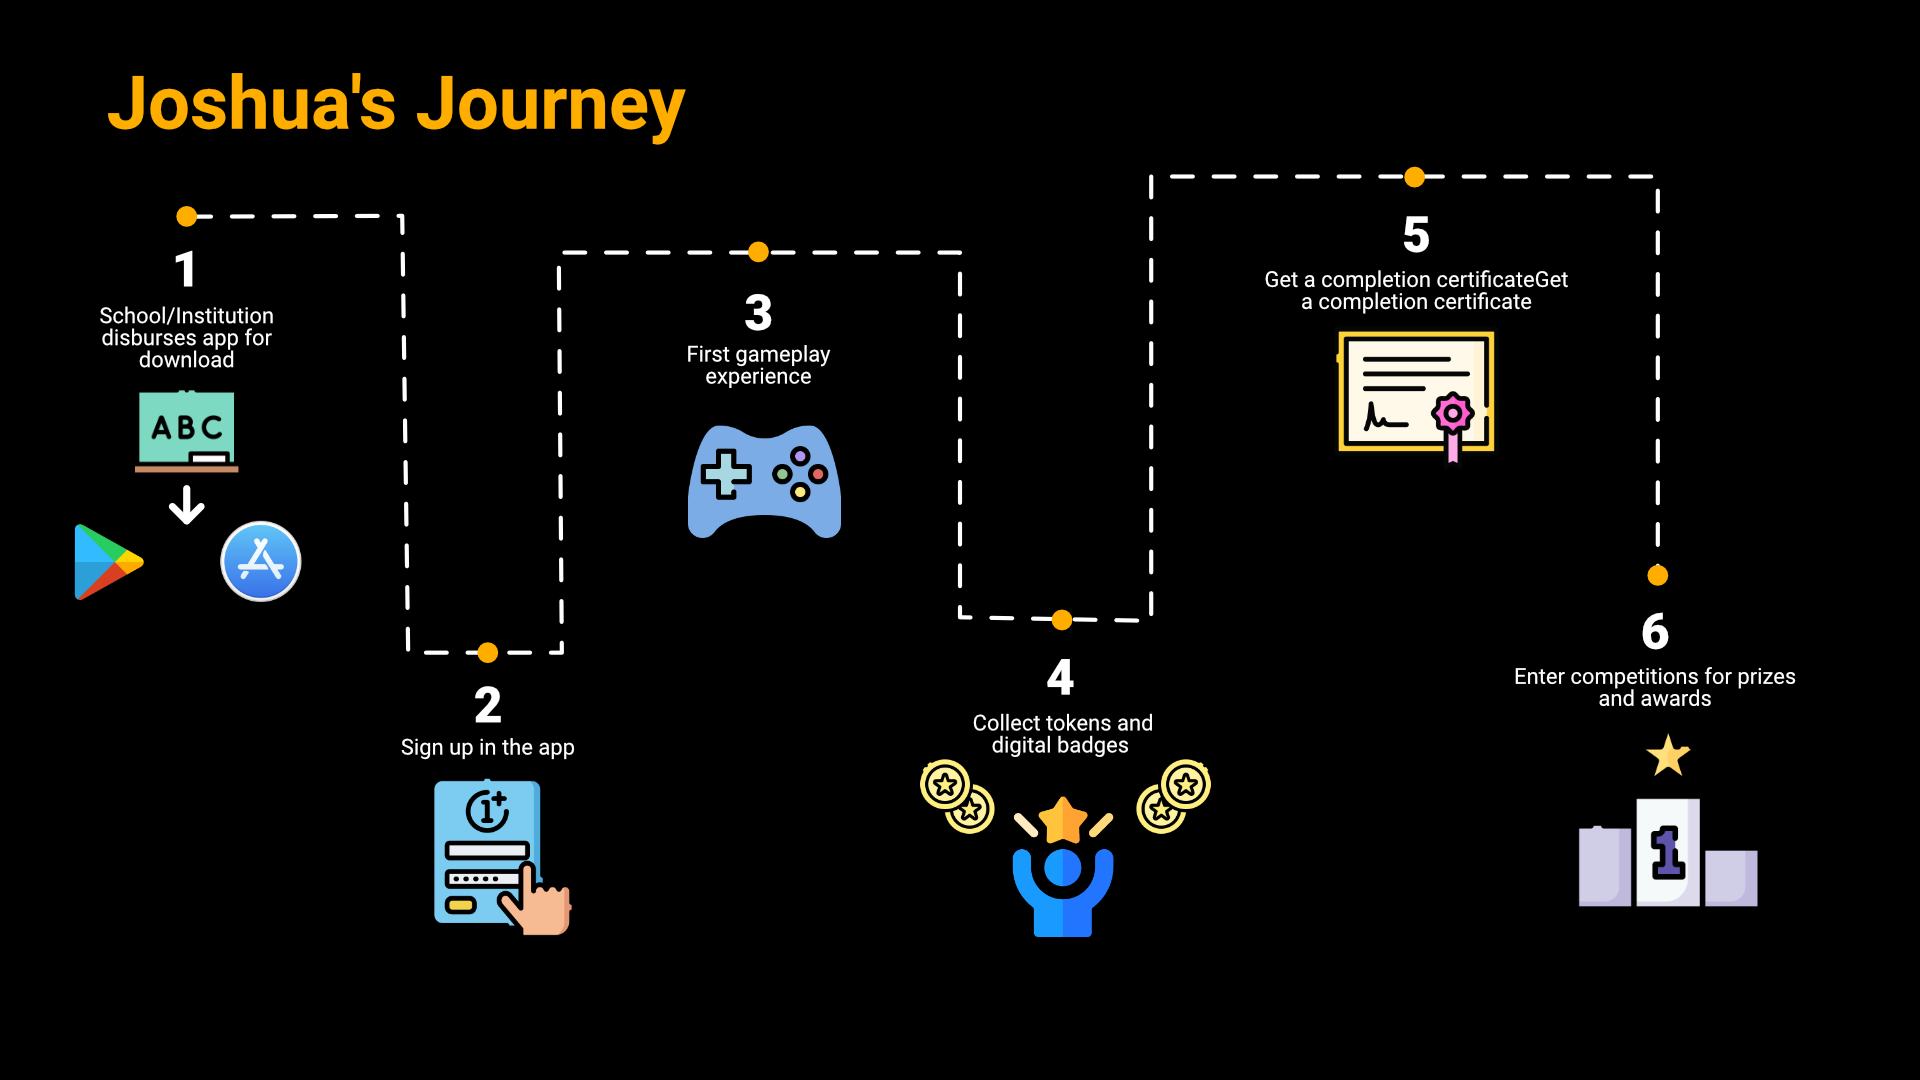 Joshua's Journey
1
School/Institution
disburses app for
download
ABC
2
Sign up in the app
1+
3
First gameplay
experience
4
Collect tokens and
digital badges
5
Get a completion certificateGet
a completion certificate
6
Enter competitions for prizes
and awards
1